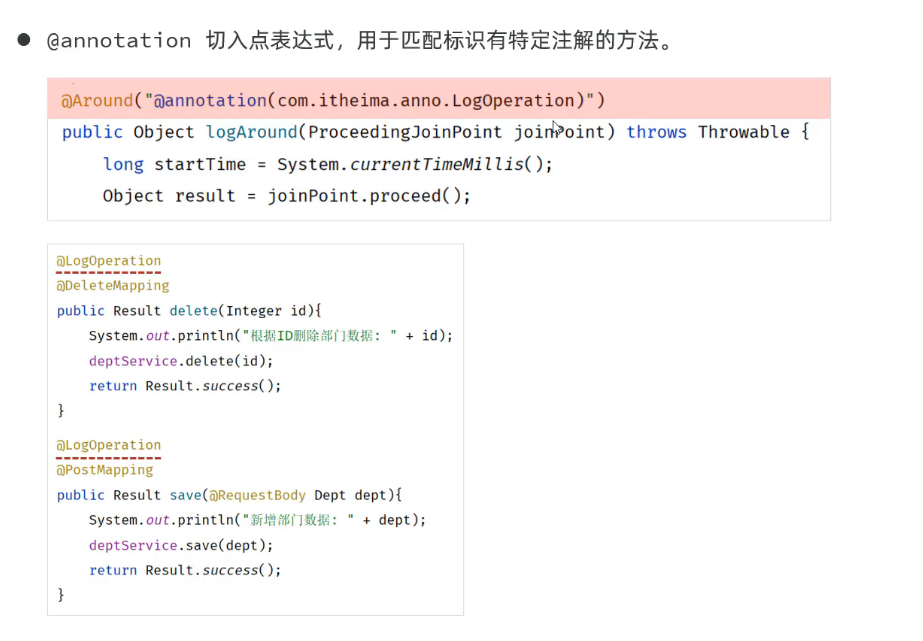 ● @annotation 切入点表达式，用于匹配标识有特定注解的方法。
@Around("@annotation(com.itheima.anno.LogOperation)")
public Object logAround(ProceedingJoinPoint joinPoint) throws Throwable {
long startTime = System.currentTimeMillis();
Object result = joinPoint.proceed();
@LogOperation
@DeleteMapping
public Result delete(Integer id){
System.out.println("根据ID删除部门数据: " + id);
deptService.delete(id);
return Result.success();
}
@LogOperation
@PostMapping
public Result save(@RequestBody Dept dept){
System.out.println("新增部门数据: " + dept);
deptService.save(dept);
return Result.success();
}